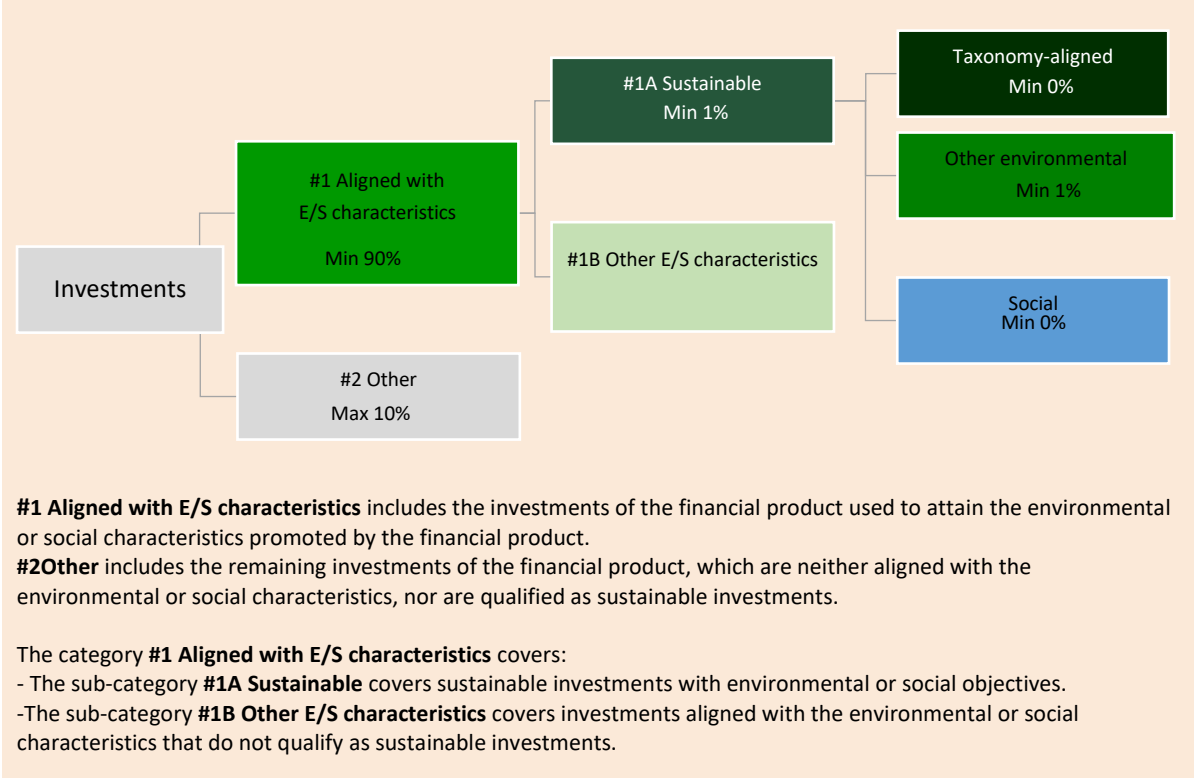 Investments
#1 Aligned with
E/S characteristics
Min 90%
#2 Other
Max 10%
#1A Sustainable
Min 1%
#1B Other E/S characteristics
Taxonomy-aligned
Min 0%
Other environmental
Min 1%
Social
Min 0%
#1 Aligned with E/S characteristics includes the investments of the financial product used to attain the environmental
or social characteristics promoted by the financial product.
#2Other includes the remaining investments of the financial product, which are neither aligned with the
environmental or social characteristics, nor are qualified as sustainable investments.
The category #1 Aligned with E/S characteristics covers:
- The sub-category #1A Sustainable covers sustainable investments with environmental or social objectives.
-The sub-category #1B Other E/S characteristics covers investments aligned with the environmental or social
characteristics that do not qualify as sustainable investments.